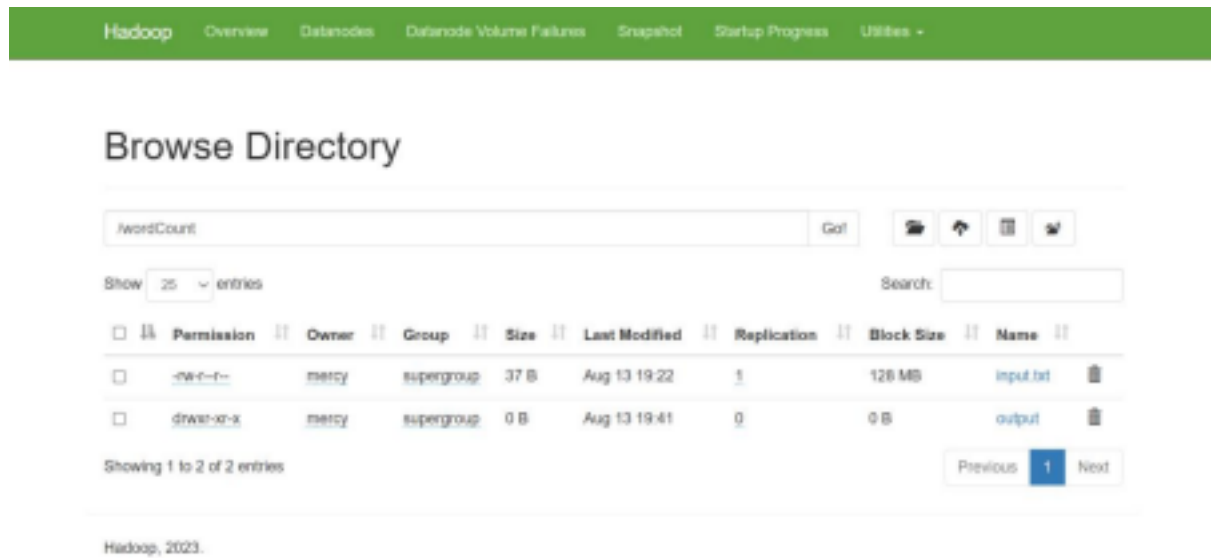 Hadoop Overview Datanodes Datanode Volume Failures Snapshot Startup Progress Utilities
Browse Directory
/wordCount Go!
Show 25 entries Search:
Permission Owner Group Size Last Modified Replication Block Size Name
-rw-r--r-- mercy supergroup 37 B Aug 13 19:22 1 128 MB input.txt
drwxr-xr-x mercy supergroup 0 B Aug 13 19:41 0 0 B output
Showing 1 to 2 of 2 entries Previous 1 Next
Hadoop, 2023.